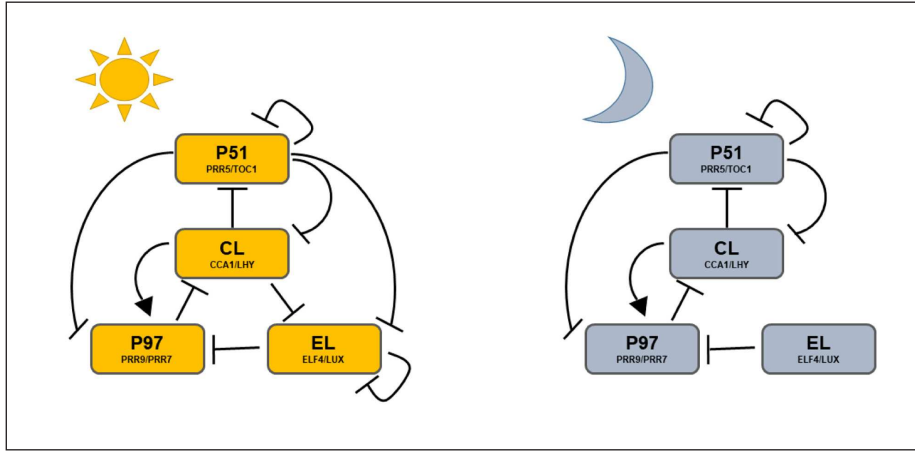 P51
PRR5/TOC1
CL
CCA1/LHY
P97
PRR9/PRR7
EL
ELF4/LUX
P51
PRR5/TOC1
CL
CCA1/LHY
P97
PRR9/PRR7
EL
ELF4/LUX